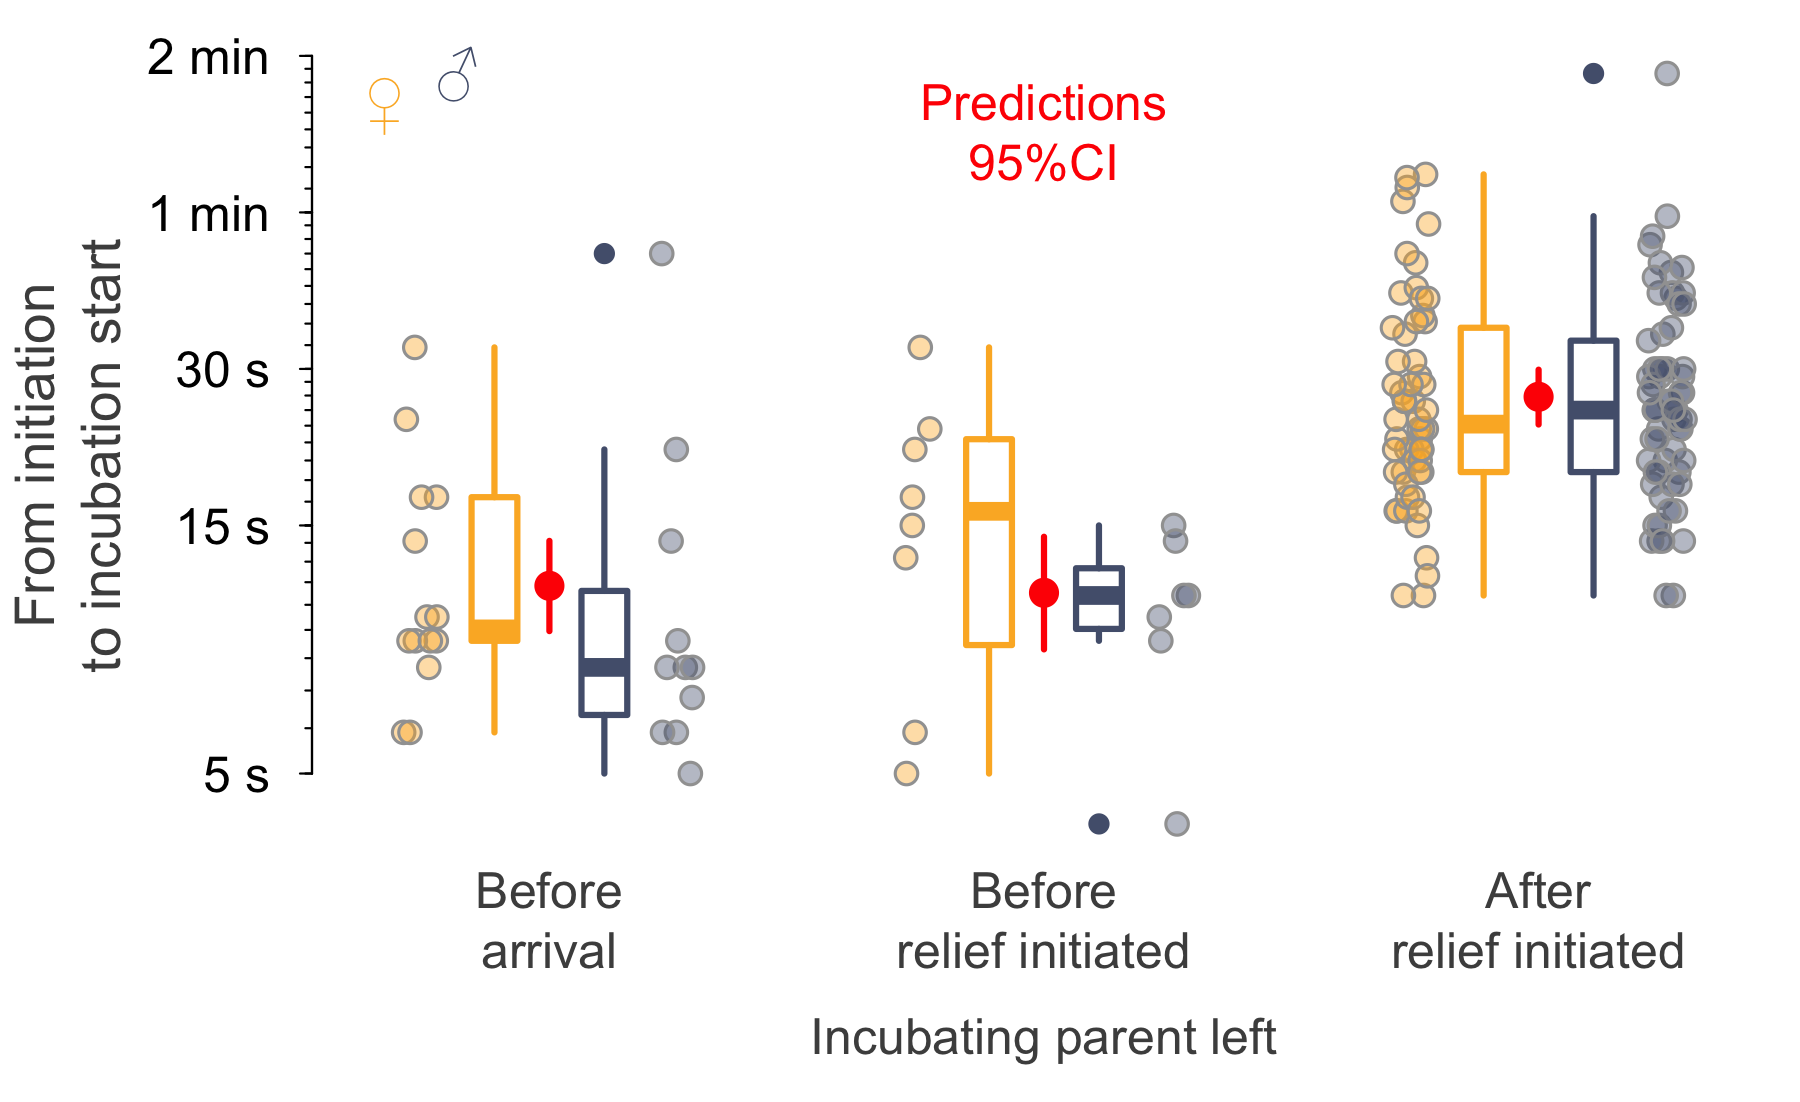 2 min
1 min
30 s
15 s
5 s
From initiation
to incubation start
♀ ♂
Predictions
95%CI
Before
arrival
Before
relief initiated
After
relief initiated
Incubating parent left